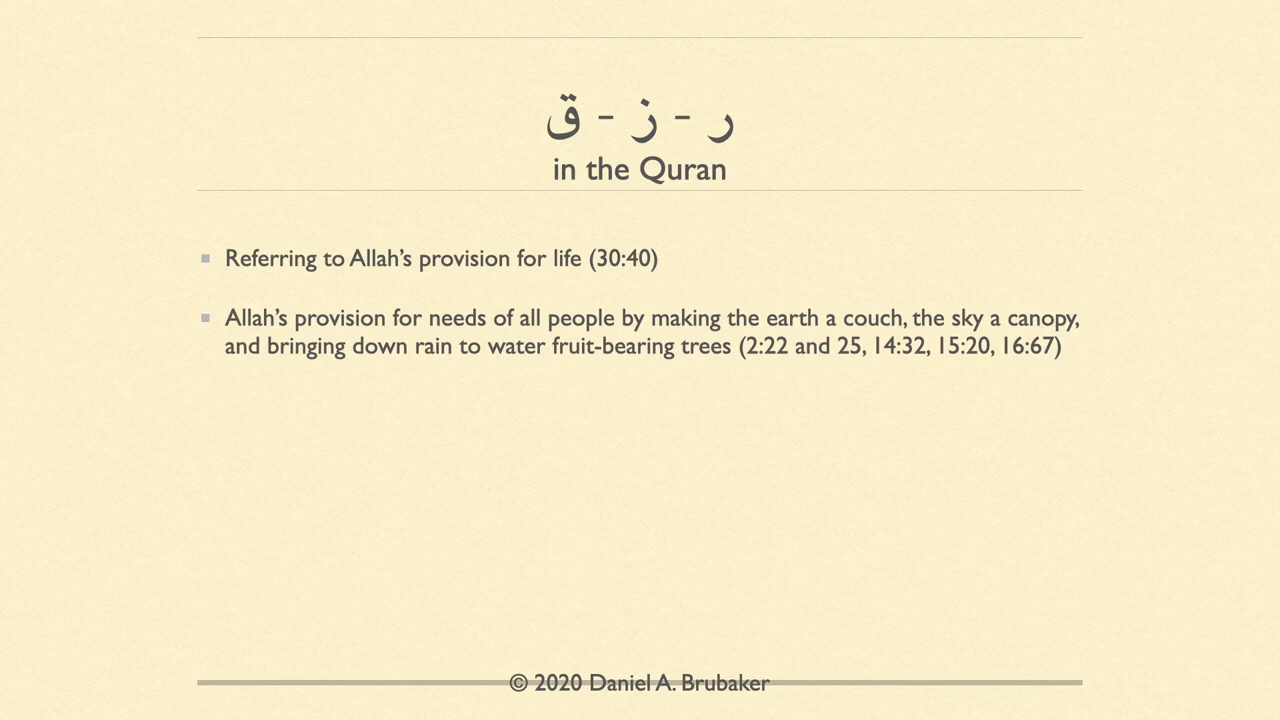 ر - ز - ق
in the Quran
Referring to Allah’s provision for life (30:40)
Allah’s provision for needs of all people by making the earth a couch, the sky a canopy,
and bringing down rain to water fruit-bearing trees (2:22 and 25, 14:32, 15:20, 16:67)
© 2020 Daniel A. Brubaker